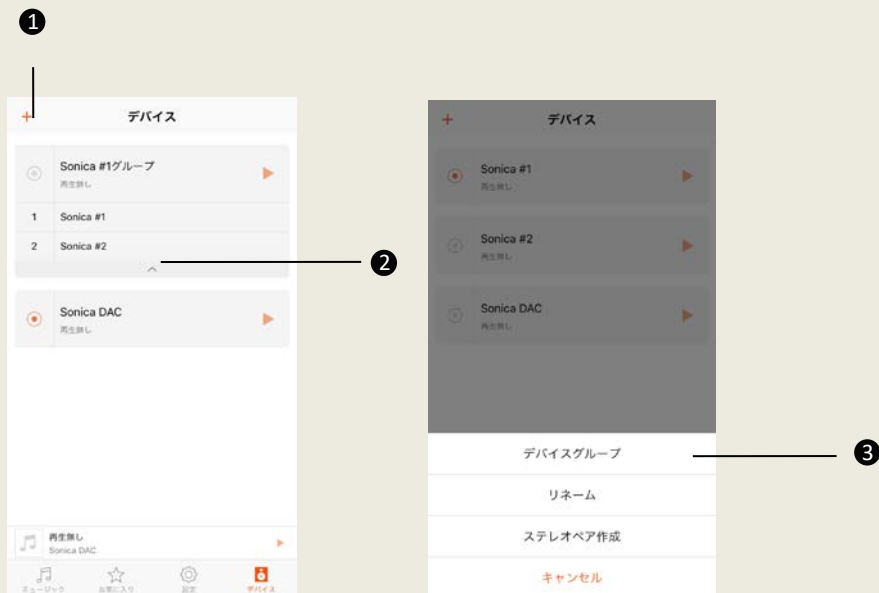 ❶
デバイス
Sonica #1グループ
再生無し
1 Sonica #1
2 Sonica #2
❷
Sonica DAC
再生無し
再生無し
Sonica DAC
ミュージック
お気に入り
設定
デバイス
デバイス
Sonica #1
再生無し
Sonica #2
再生無し
Sonica DAC
再生無し
デバイスグループ
❸
リネーム
ステレオペア作成
キャンセル